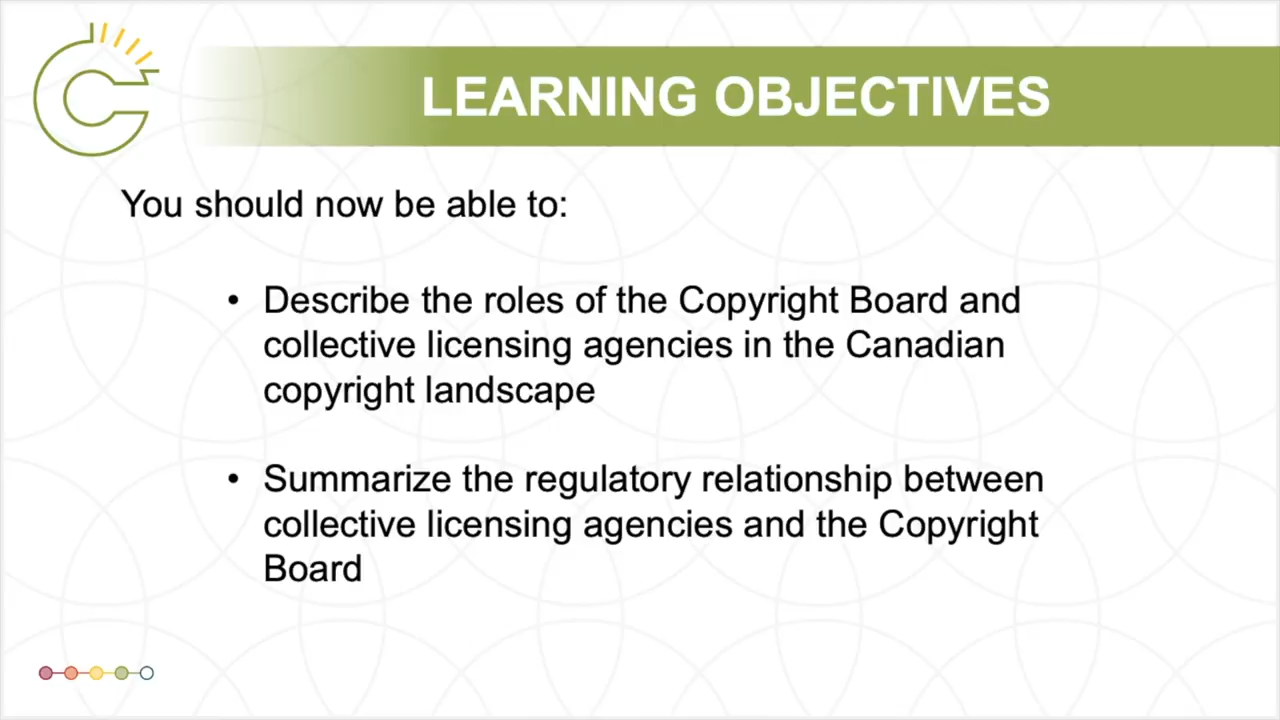 LEARNING OBJECTIVES
You should now be able to:
• Describe the roles of the Copyright Board and
collective licensing agencies in the Canadian
copyright landscape
• Summarize the regulatory relationship between
collective licensing agencies and the Copyright
Board